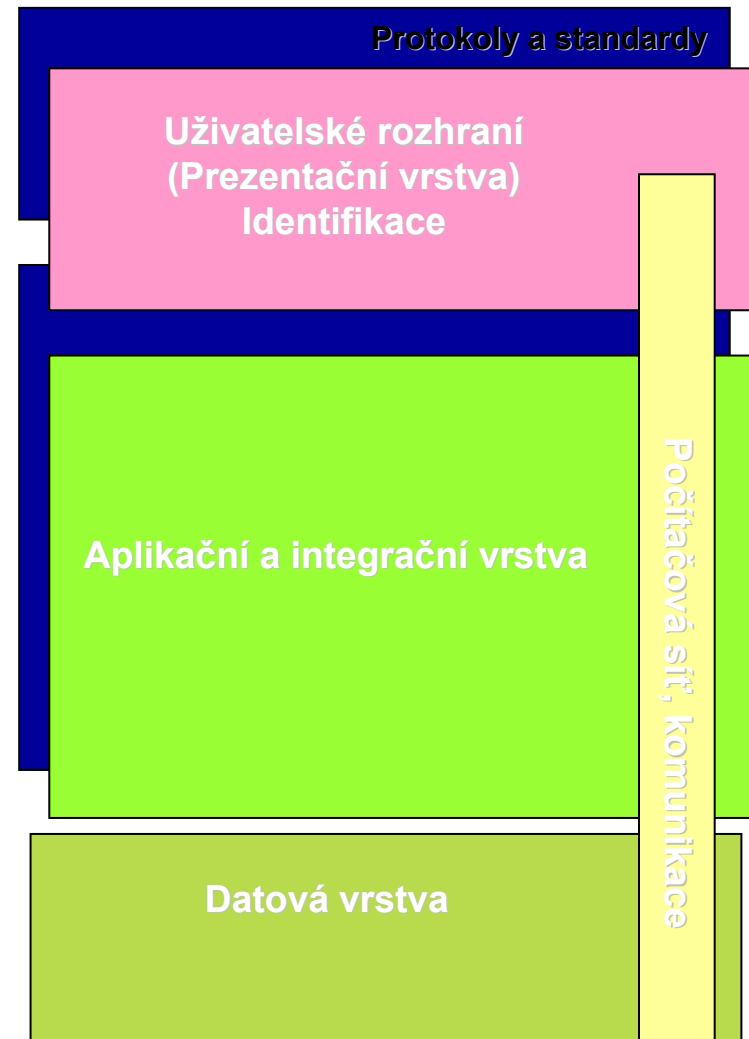 Protokoly a standardy
Uživatelské rozhraní
(Prezentační vrstva)
Identifikace
Aplikační a integrační vrstva
Počítačová síť, komunikace
Datová vrstva